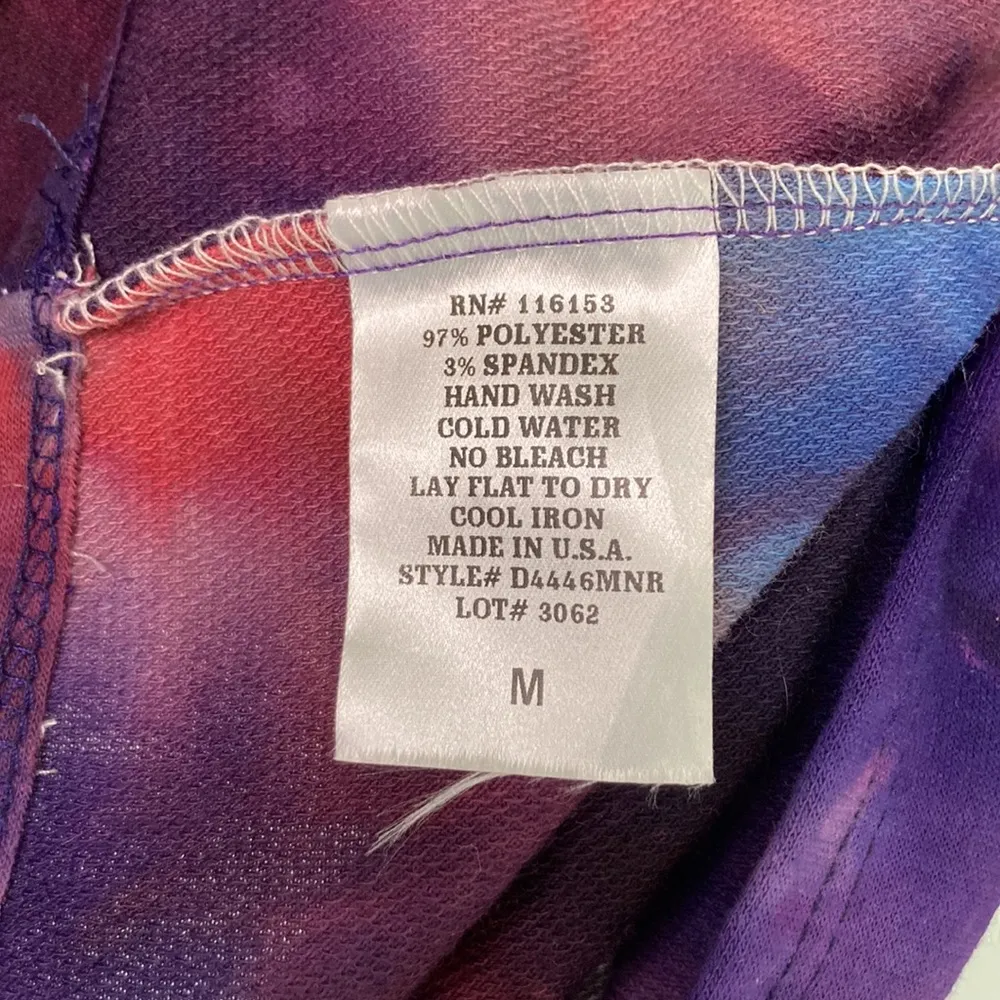 RN# 116153
97% POLYESTER
3% SPANDEX
HAND WASH
COLD WATER
NO BLEACH
LAY FLAT TO DRY
COOL IRON
MADE IN U.S.A.
STYLE# D4446MNR
LOT# 3062
M